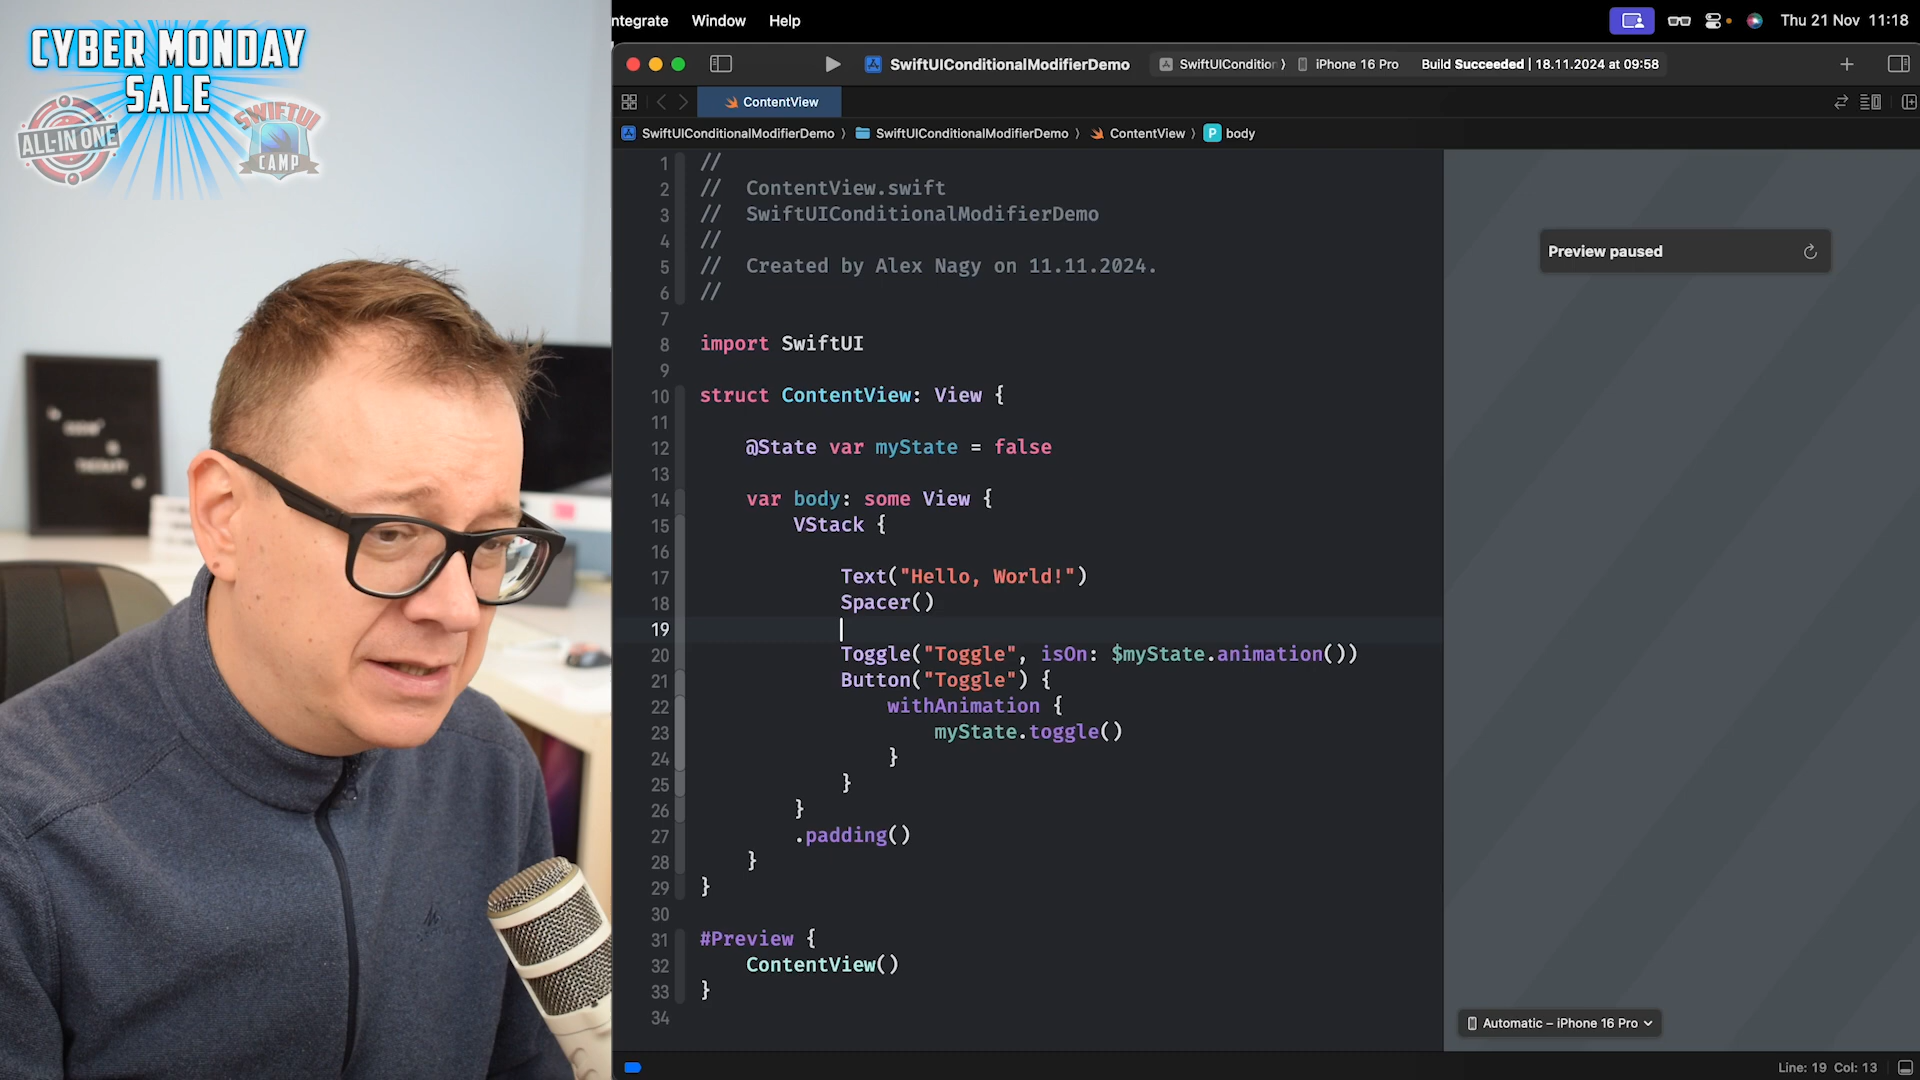 CYBER MONDAY
SALE
ALL-IN ONE
SWIFTUI
CAMP
ntegrate Window Help
Thu 21 Nov 11:18
SwiftUIConditionalModifierDemo
SwiftUIConditior
iPhone 16 Pro
Build Succeeded | 18.11.2024 at 09:58
ContentView
SwiftUIConditionalModifierDemo
SwiftUIConditionalModifierDemo
ContentView
P body
1 //
2 // ContentView.swift
3 // SwiftUIConditionalModifierDemo
4 //
5 // Created by Alex Nagy on 11.11.2024.
6 //
7
8 import SwiftUI
9
10 struct ContentView: View {
11
12 @State var myState = false
13
14 var body: some View {
15 VStack {
16
17 Text("Hello, World!")
18 Spacer()
19
20 Toggle("Toggle", isOn: $myState.animation())
21 Button("Toggle") {
22 withAnimation {
23 myState.toggle()
24 }
25 }
26 }
27 .padding()
28 }
29 }
30
31 #Preview {
32 ContentView()
33 }
34
Preview paused
Automatic – iPhone 16 Pro
Line: 19 Col: 13